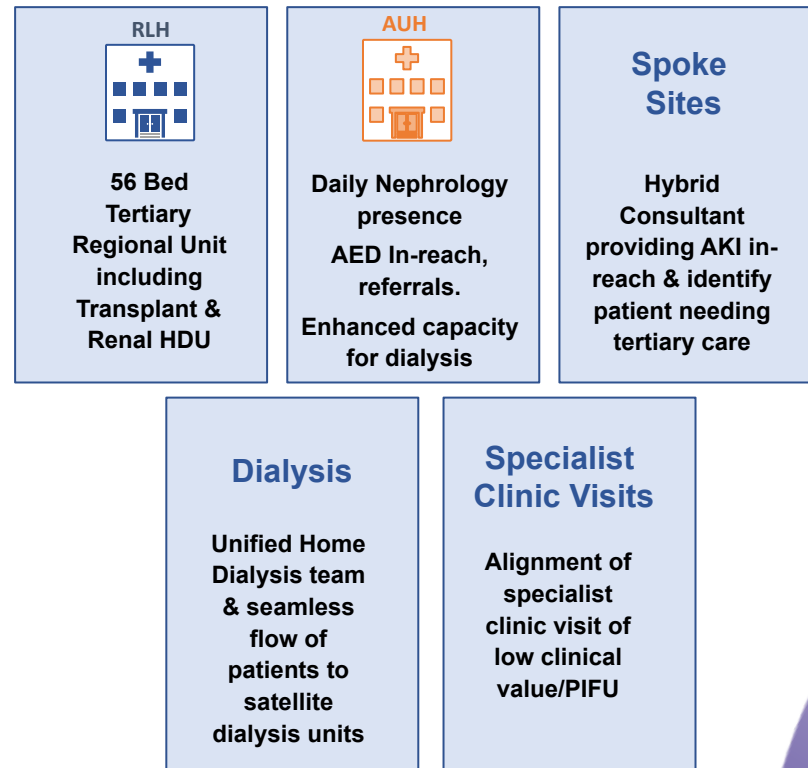 RLH
56 Bed
Tertiary
Regional Unit
including
Transplant &
Renal HDU
AUH
Daily Nephrology
presence
AED In-reach,
referrals.
Enhanced capacity
for dialysis
Spoke
Sites
Hybrid
Consultant
providing AKI in-
reach & identify
patient needing
tertiary care
Dialysis
Unified Home
Dialysis team
& seamless
flow of
patients to
satellite
dialysis units
Specialist
Clinic Visits
Alignment of
specialist
clinic visit of
low clinical
value/PIFU